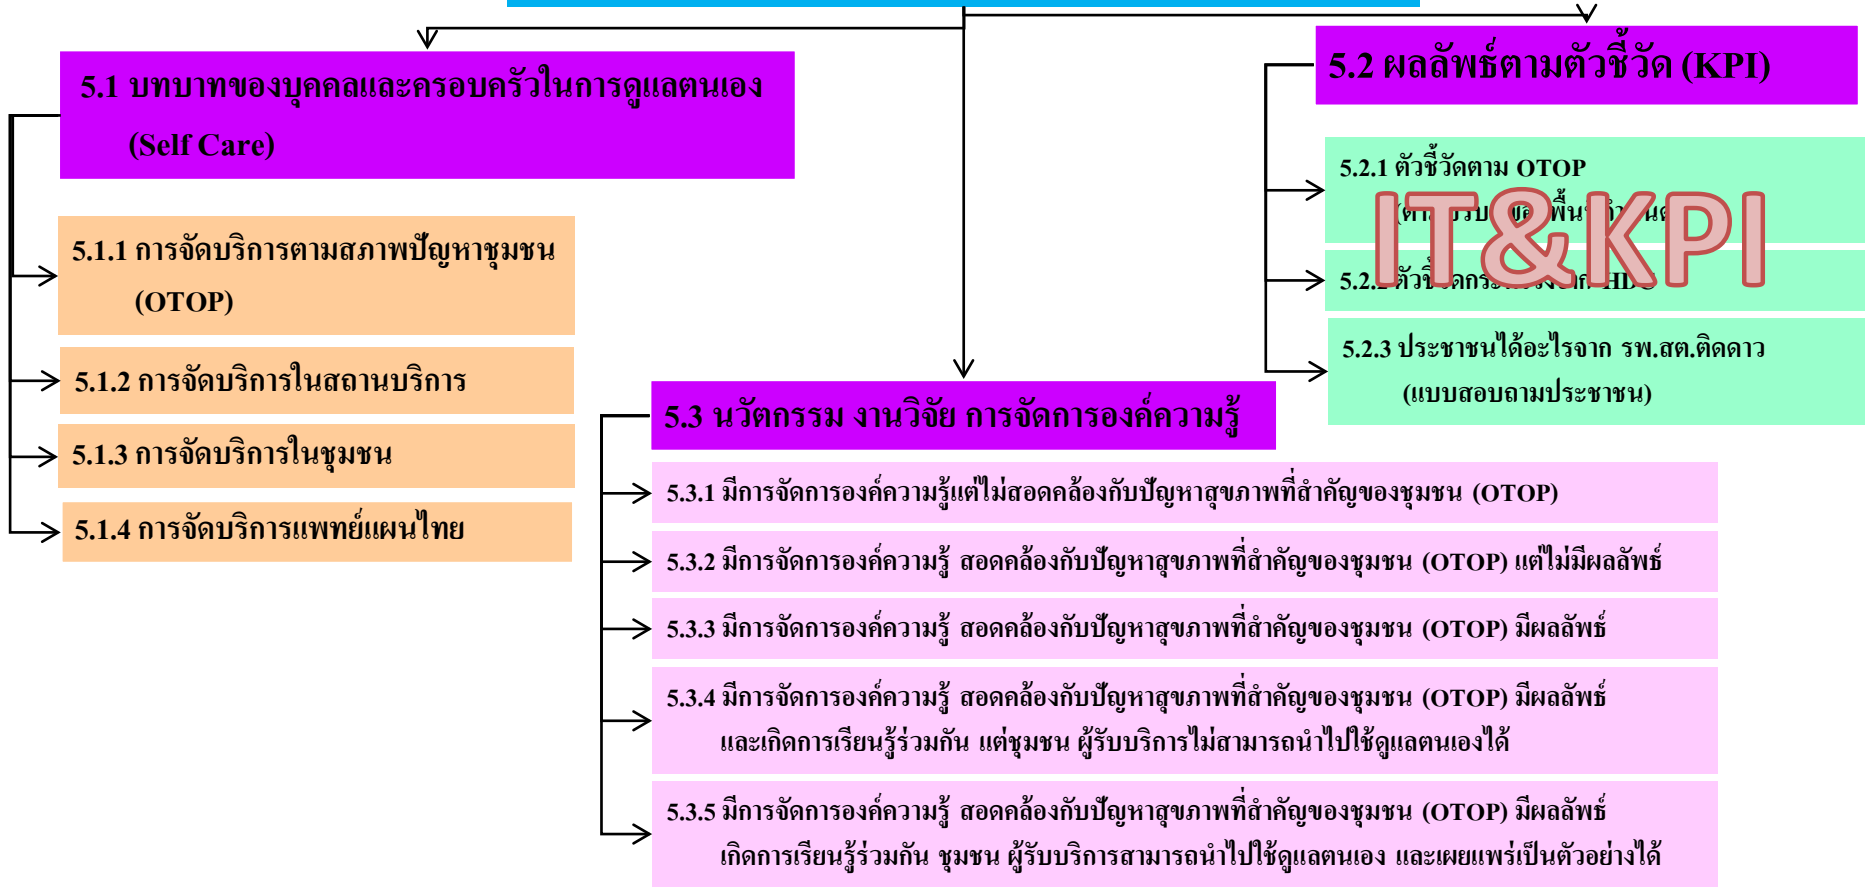 5.1 บทบาทของบุคคลและครอบครัวในการดูแลตนเอง
(Self Care)
5.1.1 การจัดบริการตามสภาพปัญหาชุมชน
(OTOP)
5.1.2 การจัดบริการในสถานบริการ
5.1.3 การจัดบริการในชุมชน
5.1.4 การจัดบริการแพทย์แผนไทย
5.2 ผลลัพธ์ตามตัวชี้วัด (KPI)
5.2.1 ตัวชี้วัดตาม OTOP
IT&KPI
5.2.2 HDC
5.2.3 ประชาชนได้อะไรจาก รพ.สต.ติดดาว
(แบบสอบถามประชาชน)
5.3 นวัตกรรม งานวิจัย การจัดการองค์ความรู้
5.3.1 มีการจัดการองค์ความรู้แต่ไม่สอดคล้องกับปัญหาสุขภาพที่สำคัญของชุมชน (OTOP)
5.3.2 มีการจัดการองค์ความรู้ สอดคล้องกับปัญหาสุขภาพที่สำคัญของชุมชน (OTOP) แต่ไม่มีผลลัพธ์
5.3.3 มีการจัดการองค์ความรู้ สอดคล้องกับปัญหาสุขภาพที่สำคัญของชุมชน (OTOP) มีผลลัพธ์
5.3.4 มีการจัดการองค์ความรู้ สอดคล้องกับปัญหาสุขภาพที่สำคัญของชุมชน (OTOP) มีผลลัพธ์
และเกิดการเรียนรู้ร่วมกัน แต่ชุมชน ผู้รับบริการไม่สามารถนำไปใช้ดูแลตนเองได้
5.3.5 มีการจัดการองค์ความรู้ สอดคล้องกับปัญหาสุขภาพที่สำคัญของชุมชน (OTOP) มีผลลัพธ์
เกิดการเรียนรู้ร่วมกัน ชุมชน ผู้รับบริการสามารถนำไปใช้ดูแลตนเอง และเผยแพร่เป็นตัวอย่างได้